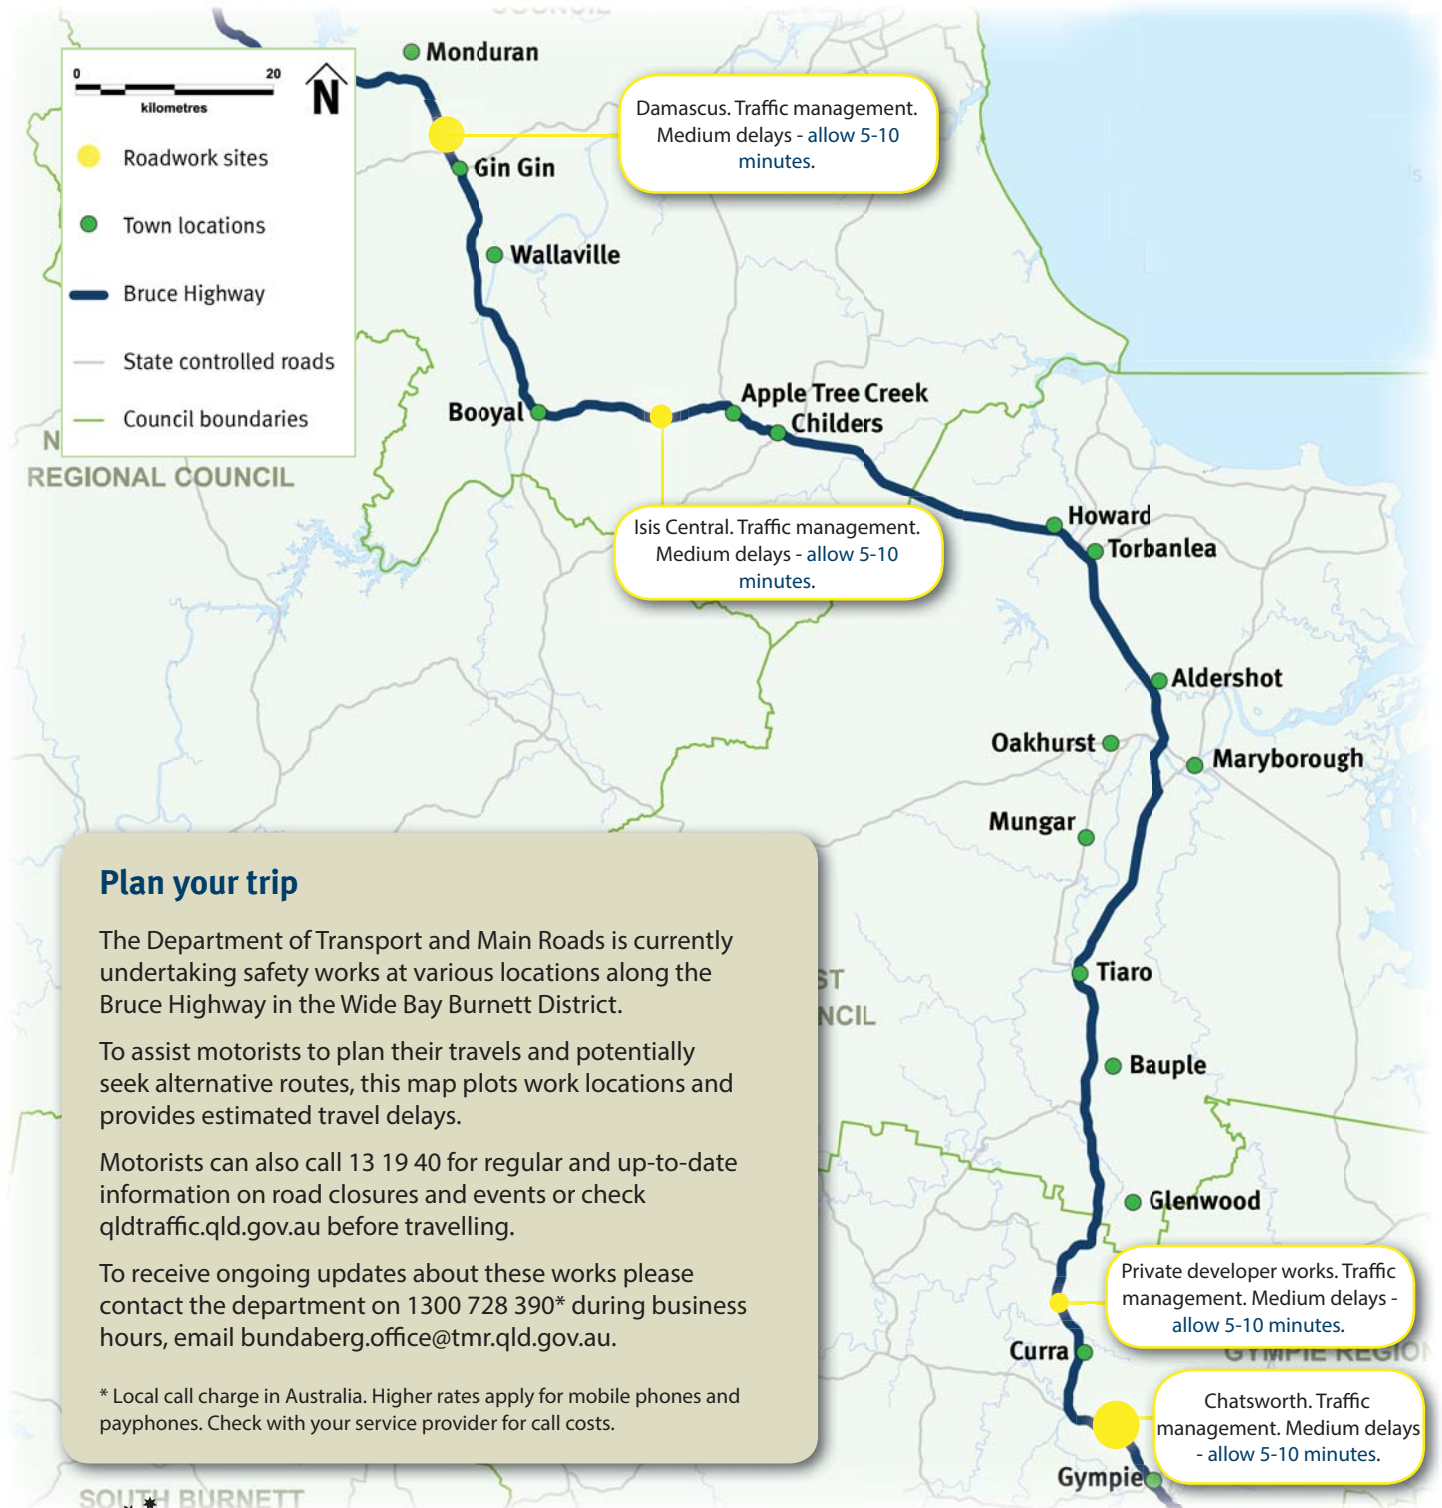 COUNCIL
Monduran
0 20
kilometres
N
Roadwork sites
Town locations
Bruce Highway
State controlled roads
Council boundaries
Damascus. Traffic management.
Medium delays - allow 5-10
minutes.
Gin Gin
Wallaville
Booyal
Apple Tree Creek
Childers
N
REGIONAL COUNCIL
Isis Central. Traffic management.
Medium delays - allow 5-10
minutes.
Howard
Torbanlea
Aldershot
Oakhurst
Maryborough
Mungar
Tiaro
ST
NCIL
Bauple
Glenwood
Plan your trip
The Department of Transport and Main Roads is currently
undertaking safety works at various locations along the
Bruce Highway in the Wide Bay Burnett District.
To assist motorists to plan their travels and potentially
seek alternative routes, this map plots work locations and
provides estimated travel delays.
Motorists can also call 13 19 40 for regular and up-to-date
information on road closures and events or check
qldtraffic.qld.gov.au before travelling.
To receive ongoing updates about these works please
contact the department on 1300 728 390* during business
hours, email bundaberg.office@tmr.qld.gov.au.
* Local call charge in Australia. Higher rates apply for mobile phones and
payphones. Check with your service provider for call costs.
Private developer works. Traffic
management. Medium delays -
allow 5-10 minutes.
Curra
GYMPIE REGION
Chatsworth. Traffic
management. Medium delays
- allow 5-10 minutes.
Gympie
SOUTH BURNETT